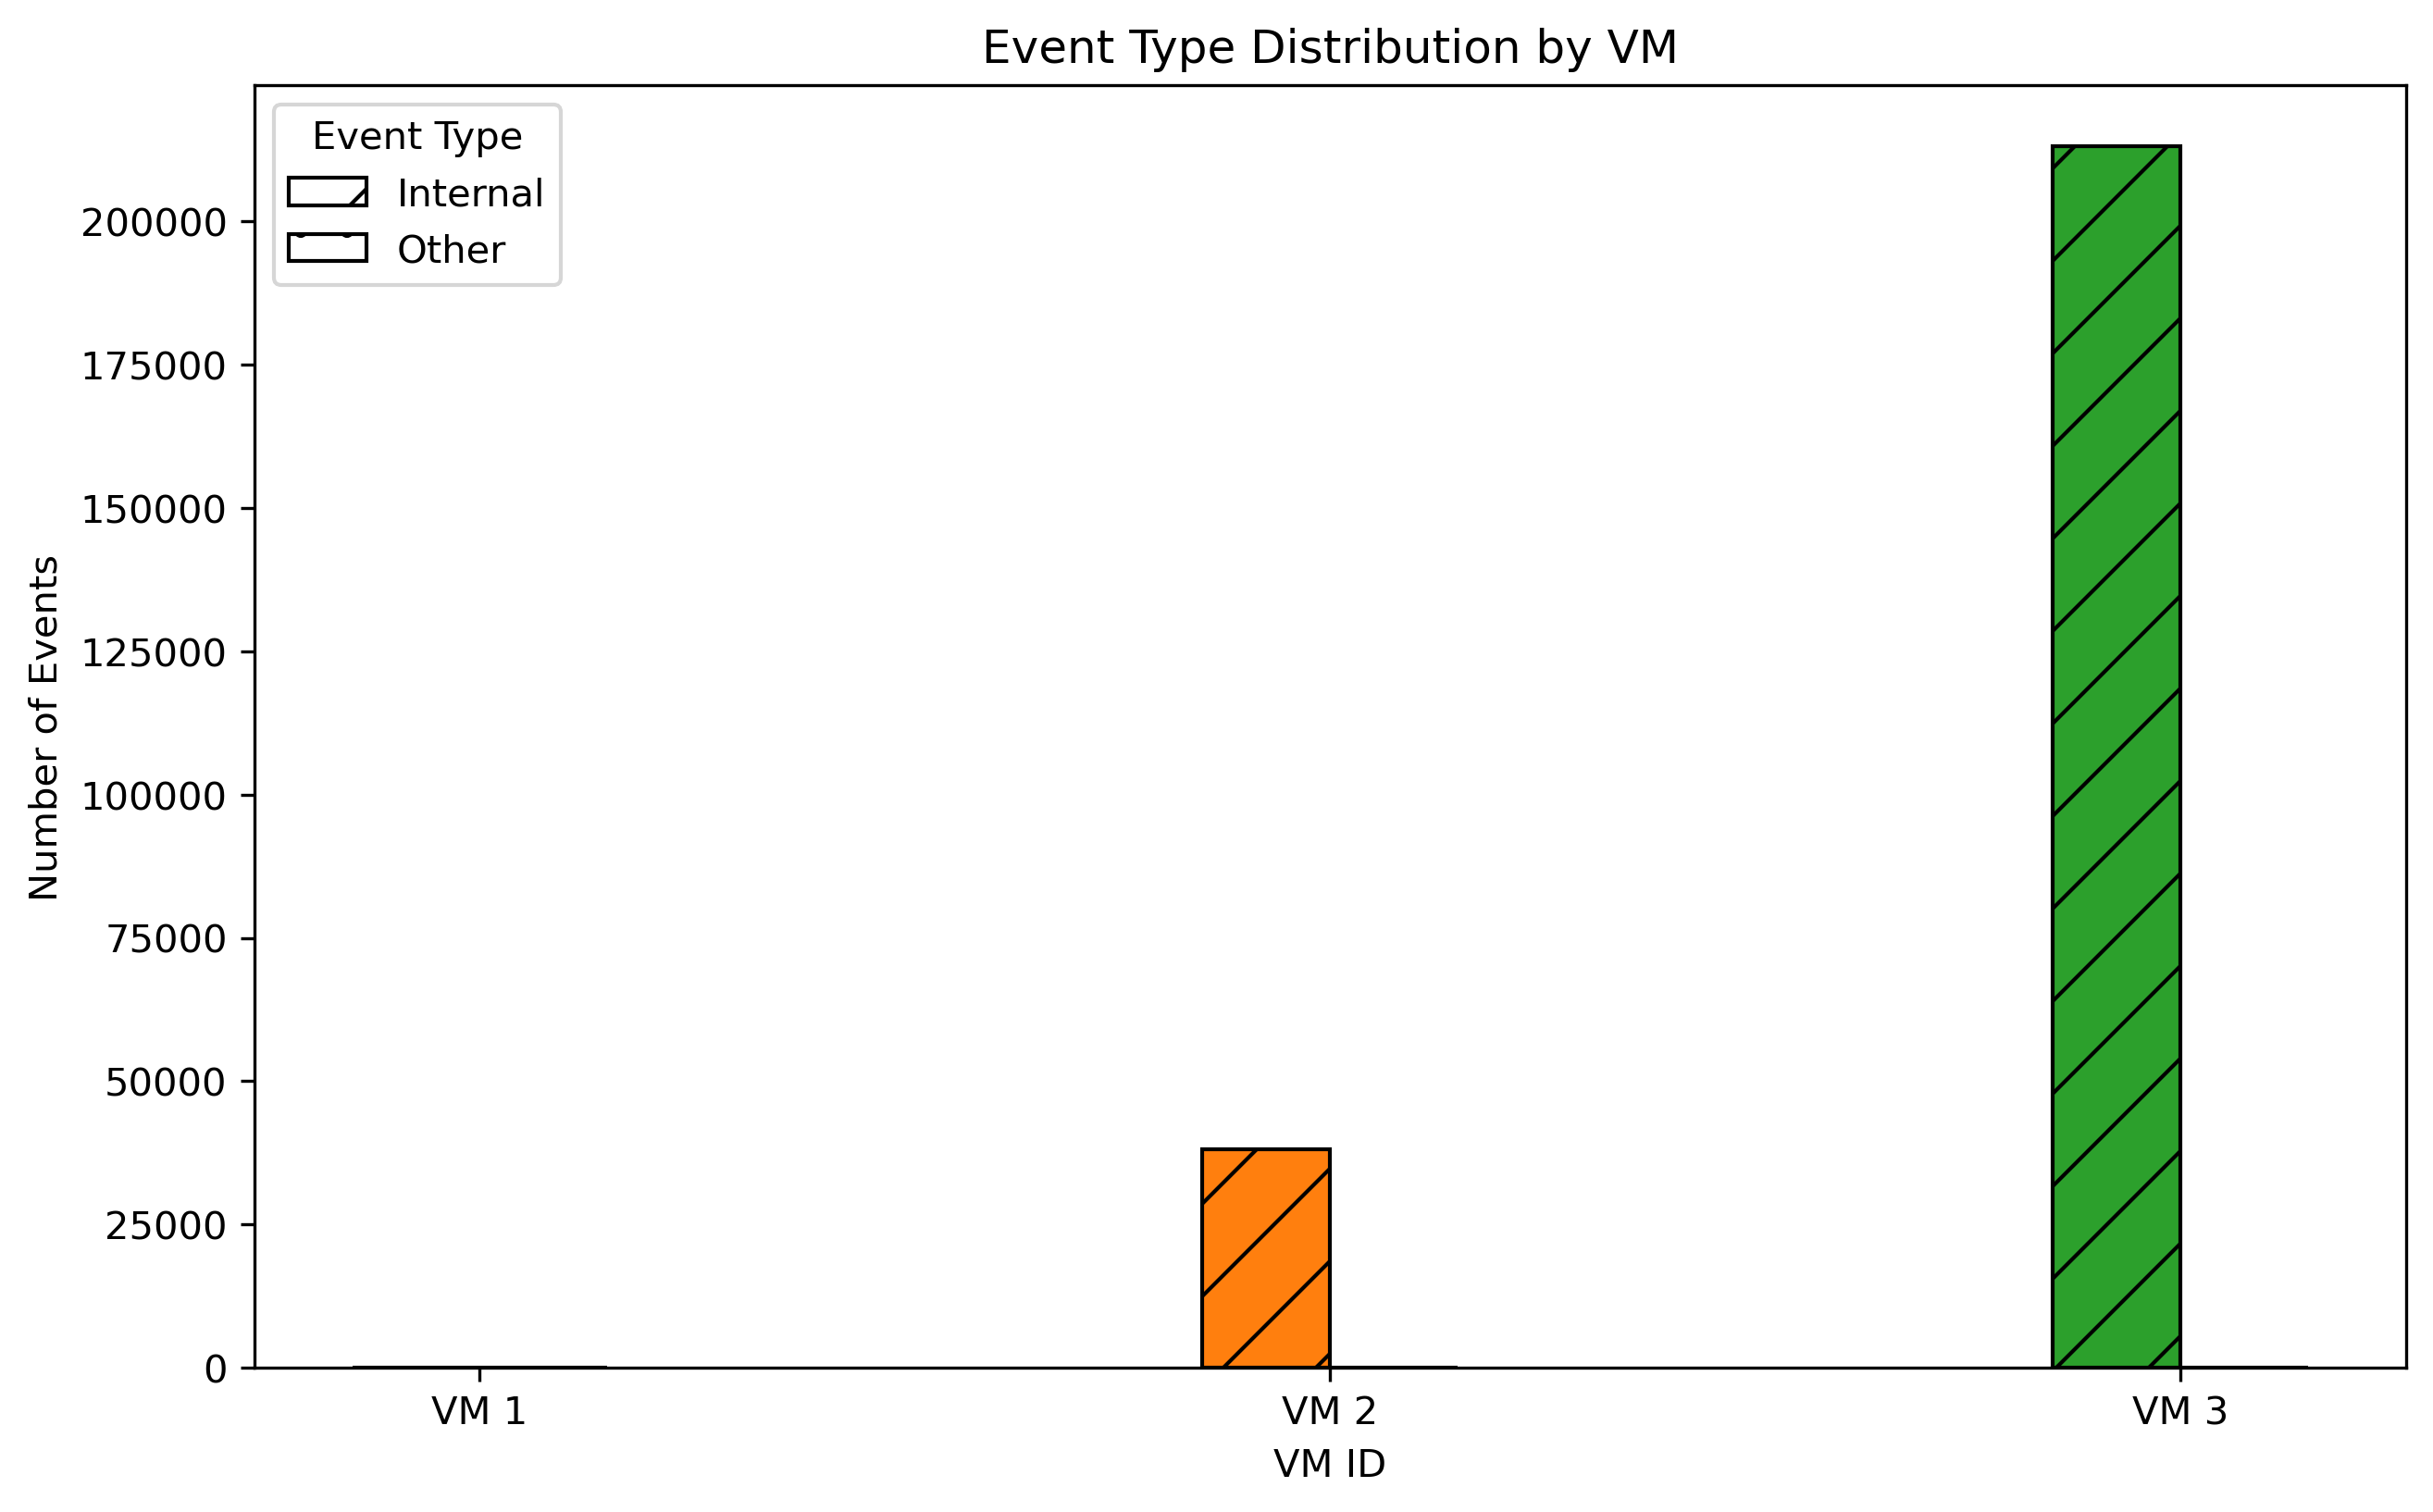 Event Type Distribution by VM
Event Type
Internal
Other
200000
175000
150000
125000
100000
75000
50000
25000
0
Number of Events
VM 1
VM 2
VM 3
VM ID